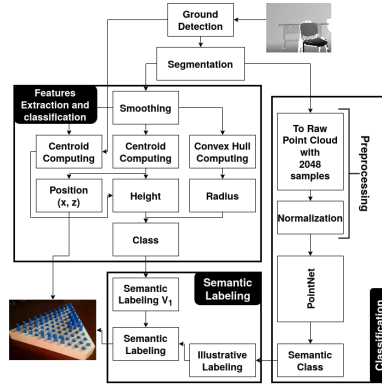 Ground
Detection
Segmentation
Features
Extraction and
classification
Smoothing
Centroid
Computing
Centroid
Computing
Convex Hull
Computing
Position
(x, z)
Height
Radius
Class
To Raw
Point Cloud
with
2048
samples
Normalization
Preprocessing
PointNet
Semantic
Class
Classification
Semantic
Labeling V₁
Semantic
Labeling
Semantic
Labeling
Illustrative
Labeling